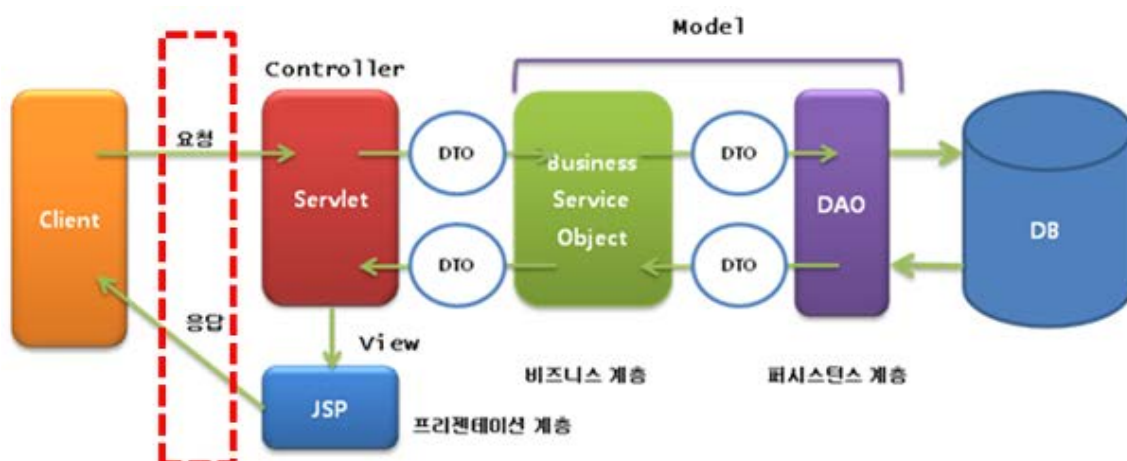 Model
Controller
요청
DTO
DTO
Client
Servlet
Business
Service
Object
DAO
DB
DTO
DTO
응답
View
JSP
비즈니스 계층
퍼시스턴스 계층
프리젠테이션 계층